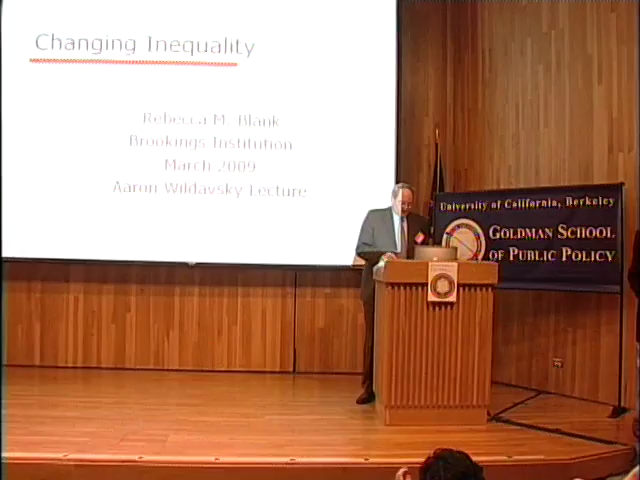 Changing Inequality
Rebecca M. Blank
Brookings Institution
March 2009
Aaron Wildavsky Lecture
University of California, Berkeley
GOLDMAN SCHOOL
OF PUBLIC POLICY